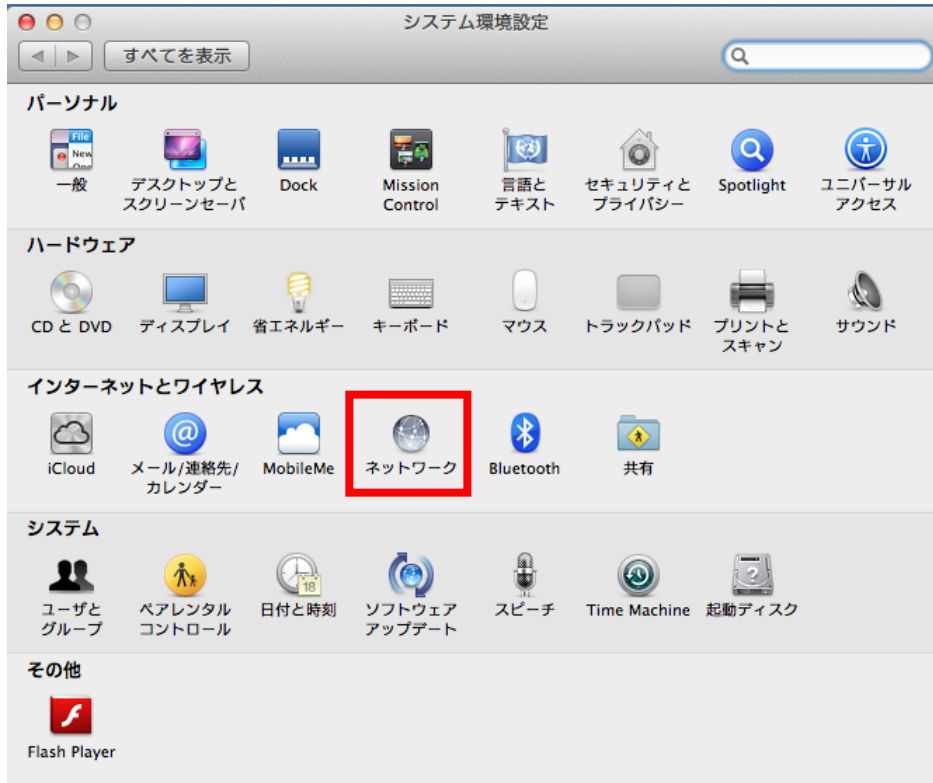 システム環境設定
すべてを表示
パーソナル
File
New
一般
デスクトップと
スクリーンセーバ
Dock
Mission
Control
言語と
テキスト
セキュリティと
プライバシー
Spotlight
ユニバーサル
アクセス
ハードウェア
CD と DVD
ディスプレイ
省エネルギー
キーボード
マウス
トラックパッド
プリントと
スキャン
サウンド
インターネットとワイヤレス
iCloud
メール/連絡先/
カレンダー
MobileMe
ネットワーク
Bluetooth
共有
システム
ユーザと
グループ
ペアレンタル
コントロール
18
日付と時刻
ソフトウェア
アップデート
スピーチ
Time Machine
?
起動ディスク
その他
Flash Player